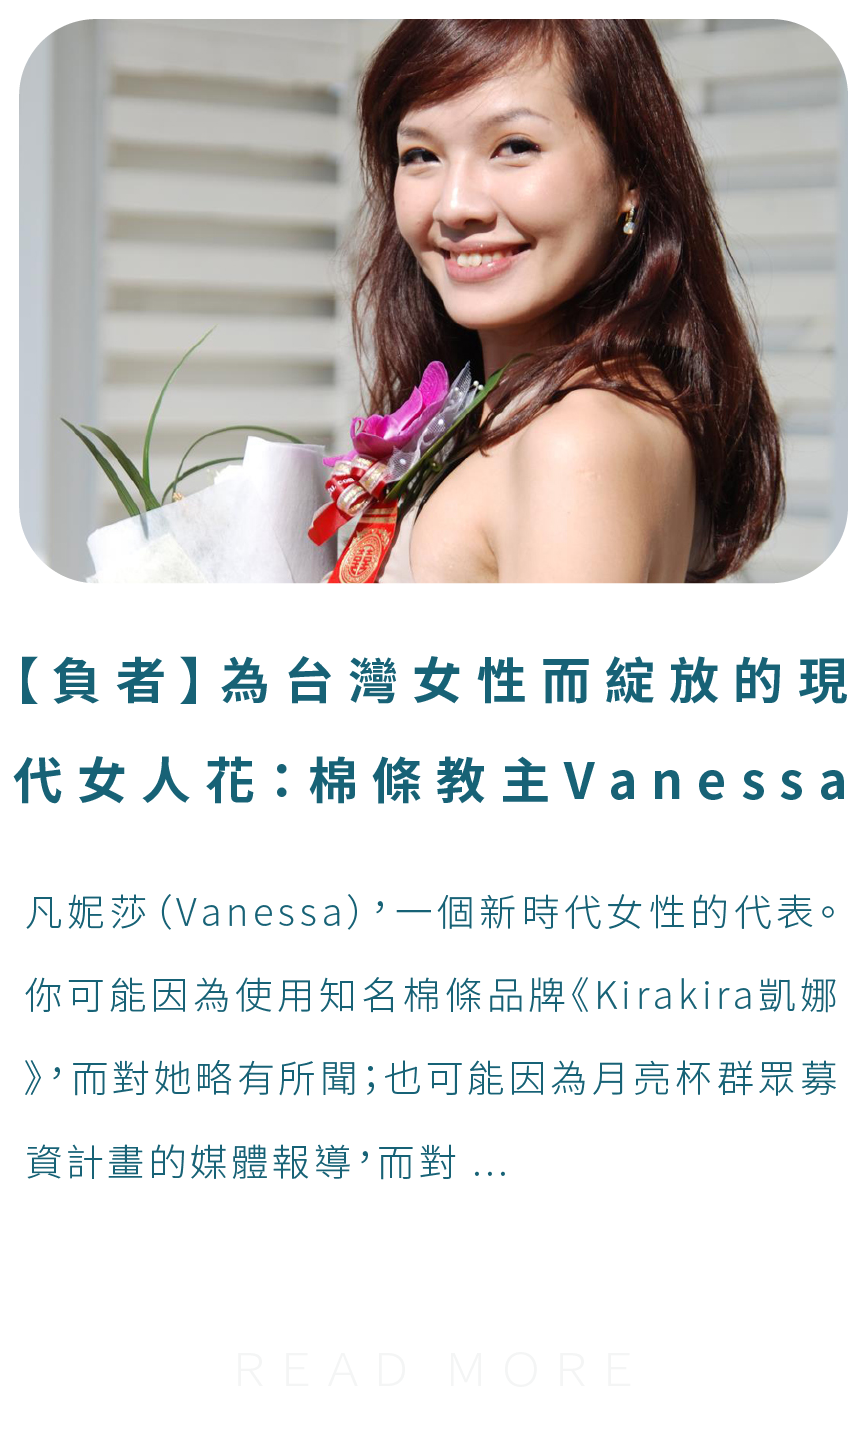 【負者】為台灣女性而綻放的現
代女人花：棉條教主Vanessa
凡妮莎（Vanessa），一個新時代女性的代表。
你可能因為使用知名棉條品牌《Kirakira凱娜
》，而對她略有所聞；也可能因為月亮杯群眾募
資計畫的媒體報導，而對 ...
READ MORE